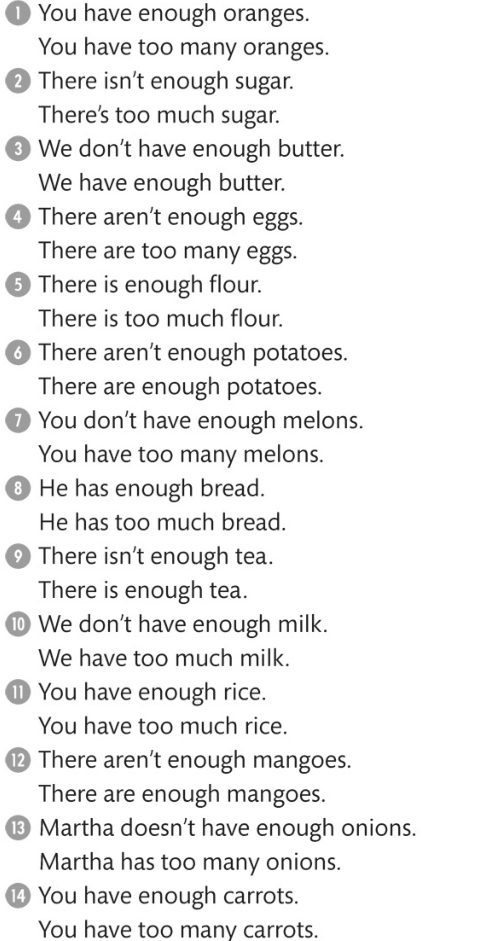 1 You have enough oranges.
You have too many oranges.
2 There isn't enough sugar.
There's too much sugar.
3 We don't have enough butter.
We have enough butter.
4 There aren't enough eggs.
There are too many eggs.
5 There is enough flour.
There is too much flour.
6 There aren't enough potatoes.
There are enough potatoes.
7 You don't have enough melons.
You have too many melons.
8 He has enough bread.
He has too much bread.
9 There isn't enough tea.
There is enough tea.
10 We don't have enough milk.
We have too much milk.
11 You have enough rice.
You have too much rice.
12 There aren't enough mangoes.
There are enough mangoes.
13 Martha doesn't have enough onions.
Martha has too many onions.
14 You have enough carrots.
You have too many carrots.